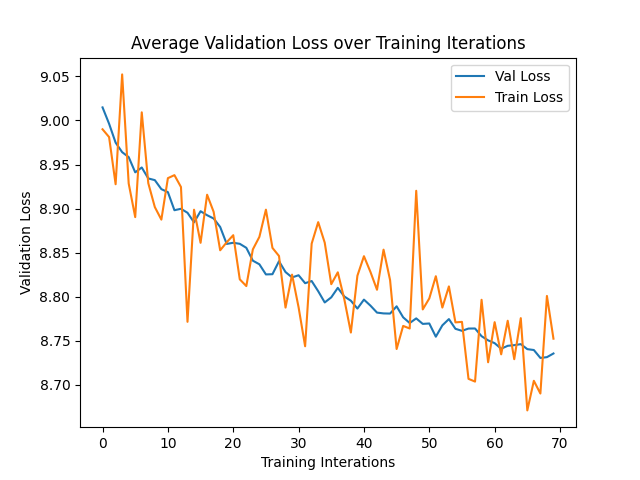 Average Validation Loss over Training Iterations
Val Loss
Train Loss
Validation Loss
9.05
9.00
8.95
8.90
8.85
8.80
8.75
8.70
0 10 20 30 40 50 60 70
Training Interations